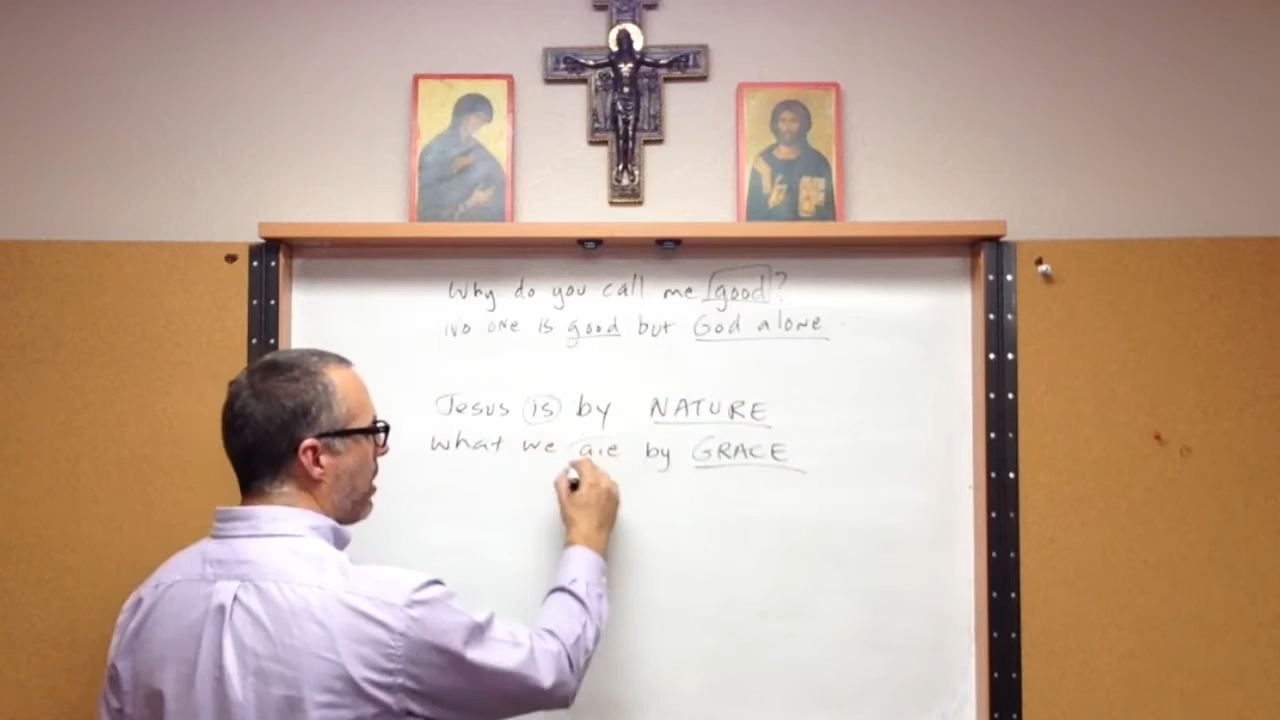 Why do you call me good?
No one is good but God alone.
Jesus is by NATURE
what we are by GRACE